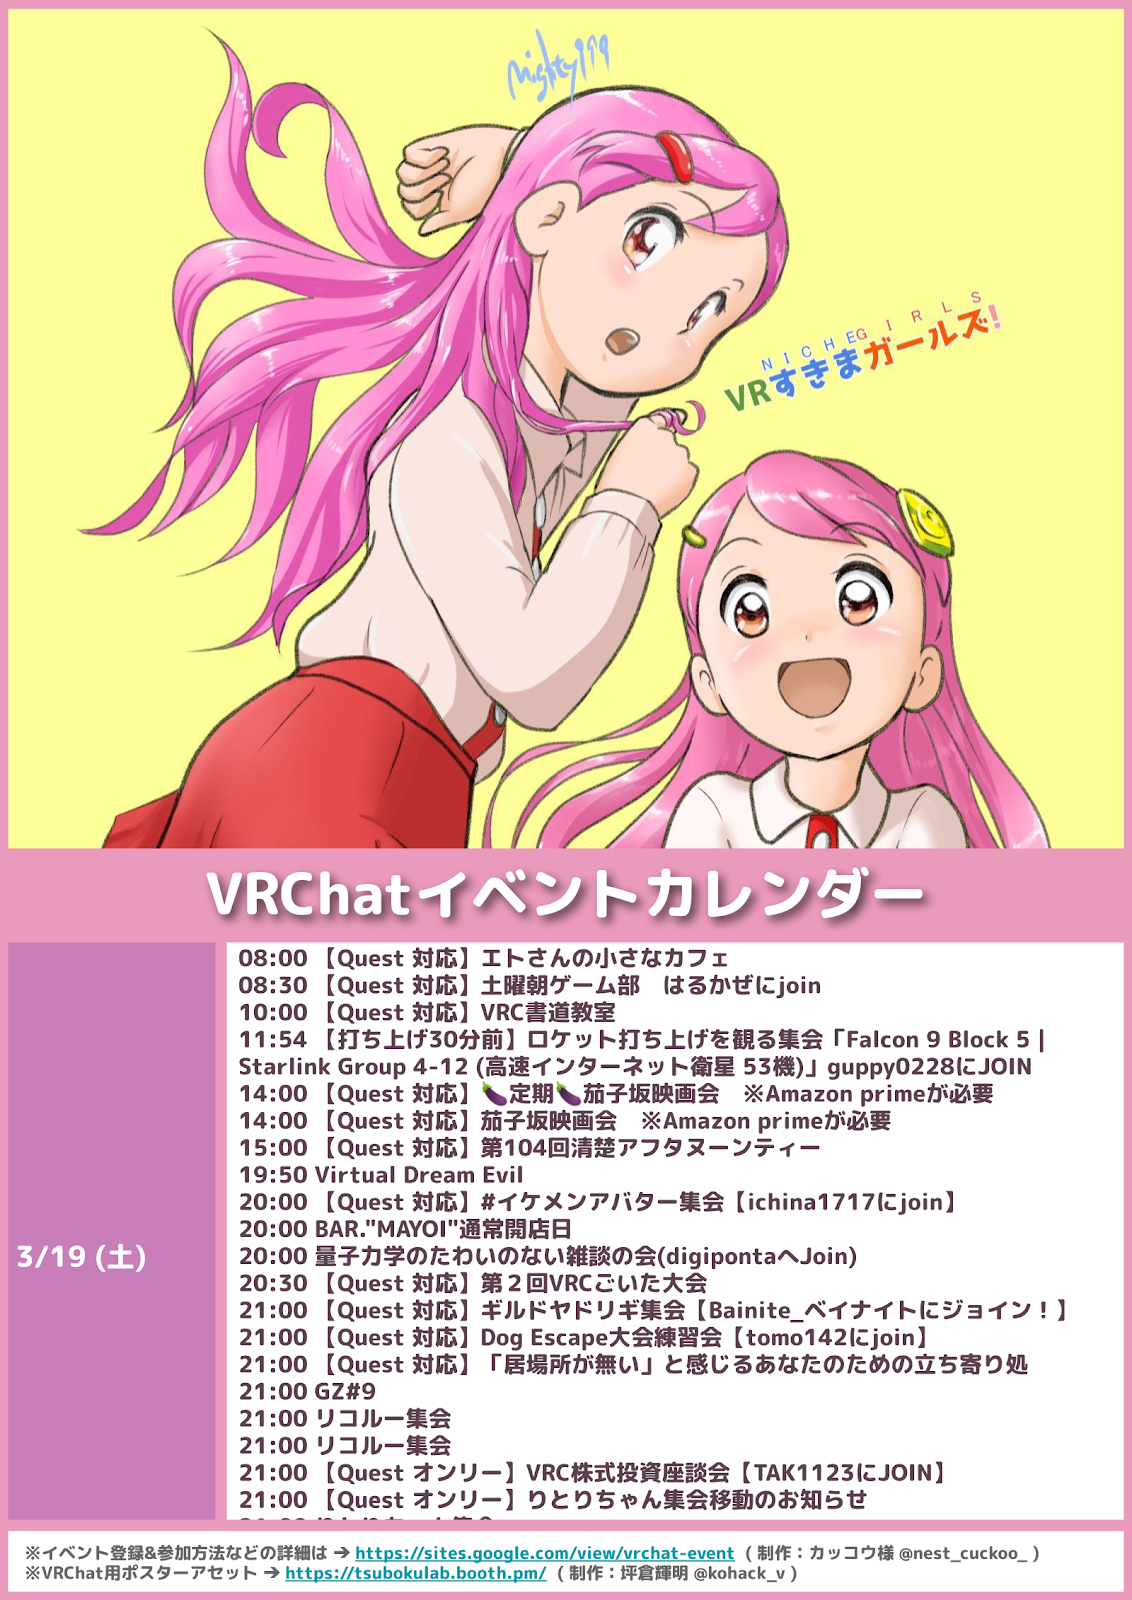 mighty199
NICHE GIRLS
VRすきまガールズ!
VRChatイベントカレンダー
3/19 (土)
08:00 【Quest 対応】エトさんの小さなカフェ
08:30 【Quest 対応】土曜朝ゲーム部　はるかぜにjoin
10:00 【Quest 対応】VRC書道教室
11:54 【打ち上げ30分前】ロケット打ち上げを観る集会「Falcon 9 Block 5 |
Starlink Group 4-12 (高速インターネット衛星 53機)」guppy0228にJOIN
14:00 【Quest 対応】🍆定期🍆茄子坂映画会　※Amazon primeが必要
14:00 【Quest 対応】茄子坂映画会　※Amazon primeが必要
15:00 【Quest 対応】第104回清楚アフタヌーンティー
19:50 Virtual Dream Evil
20:00 【Quest 対応】#イケメンアバター集会【ichina1717にjoin】
20:00 BAR."MAYOI"通常開店日
20:00 量子力学のたわいのない雑談の会(digipontaへJoin)
20:30 【Quest 対応】第２回VRCごいた大会
21:00 【Quest 対応】ギルドヤドリギ集会【Bainite_ベイナイトにジョイン！】
21:00 【Quest 対応】Dog Escape大会練習会【tomo142にjoin】
21:00 【Quest 対応】「居場所が無い」と感じるあなたのための立ち寄り処
21:00 GZ#9
21:00 リコルー集会
21:00 リコルー集会
21:00 【Quest オンリー】VRC株式投資座談会【TAK1123にJOIN】
21:00 【Quest オンリー】りとりちゃん集会移動のお知らせ
※イベント登録&参加方法などの詳細は ➔ https://sites.google.com/view/vrchat-event ( 制作：カッコウ様 @nest_cuckoo_ )
※VRChat用ポスターアセット ➔ https://tsubokulab.booth.pm/ ( 制作：坪倉輝明 @kohack_v )